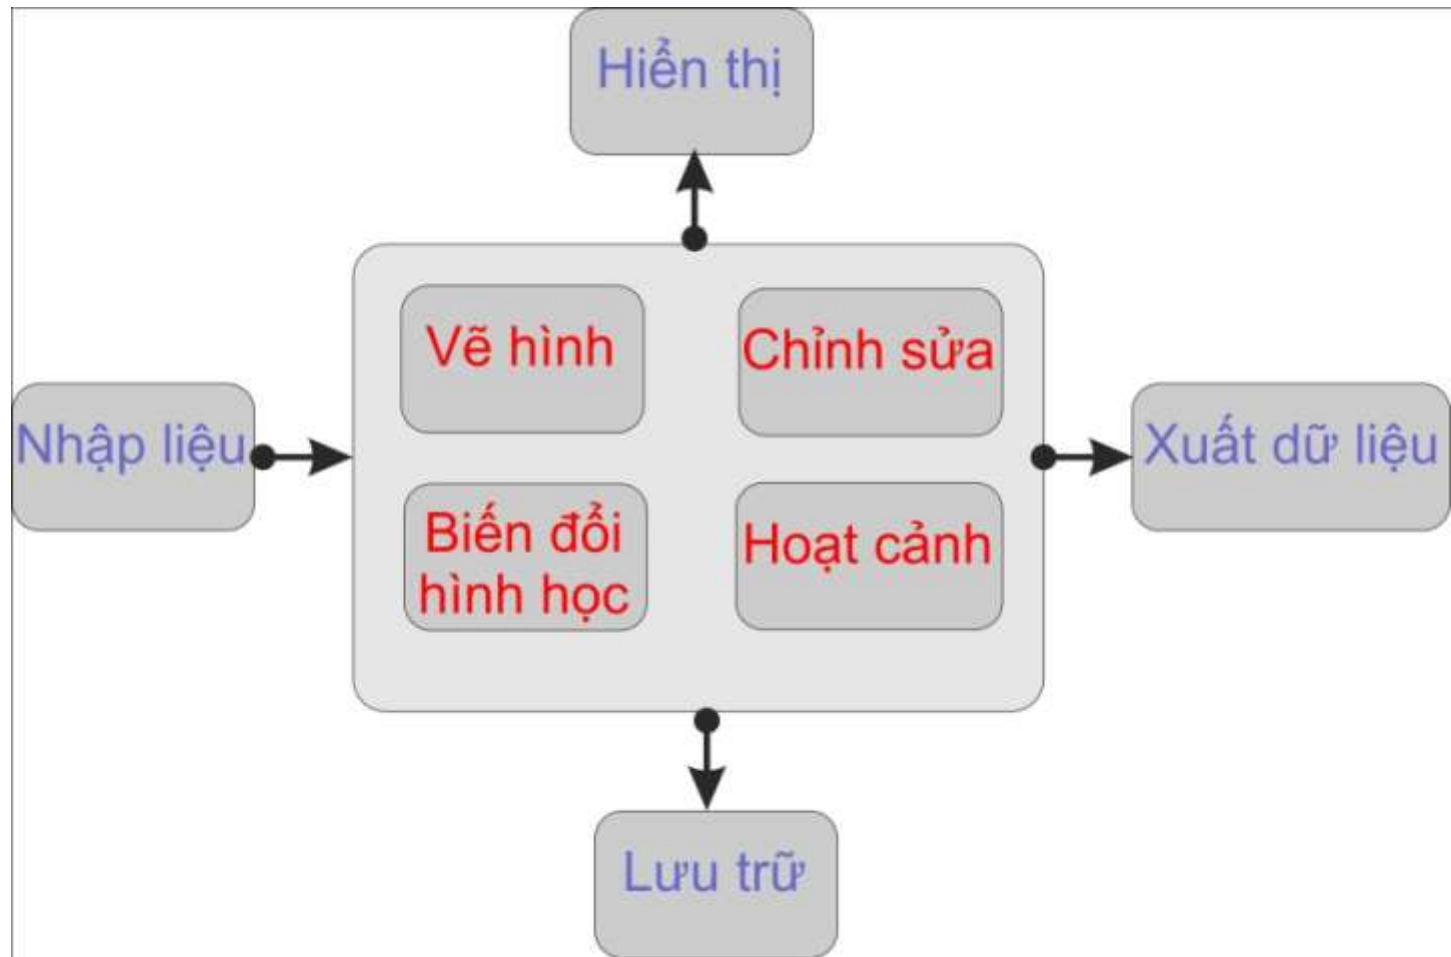 Hiển thị
Vẽ hình
Chỉnh sửa
Nhập liệu
Xuất dữ liệu
Biến đổi
hình học
Hoạt cảnh
Lưu trữ